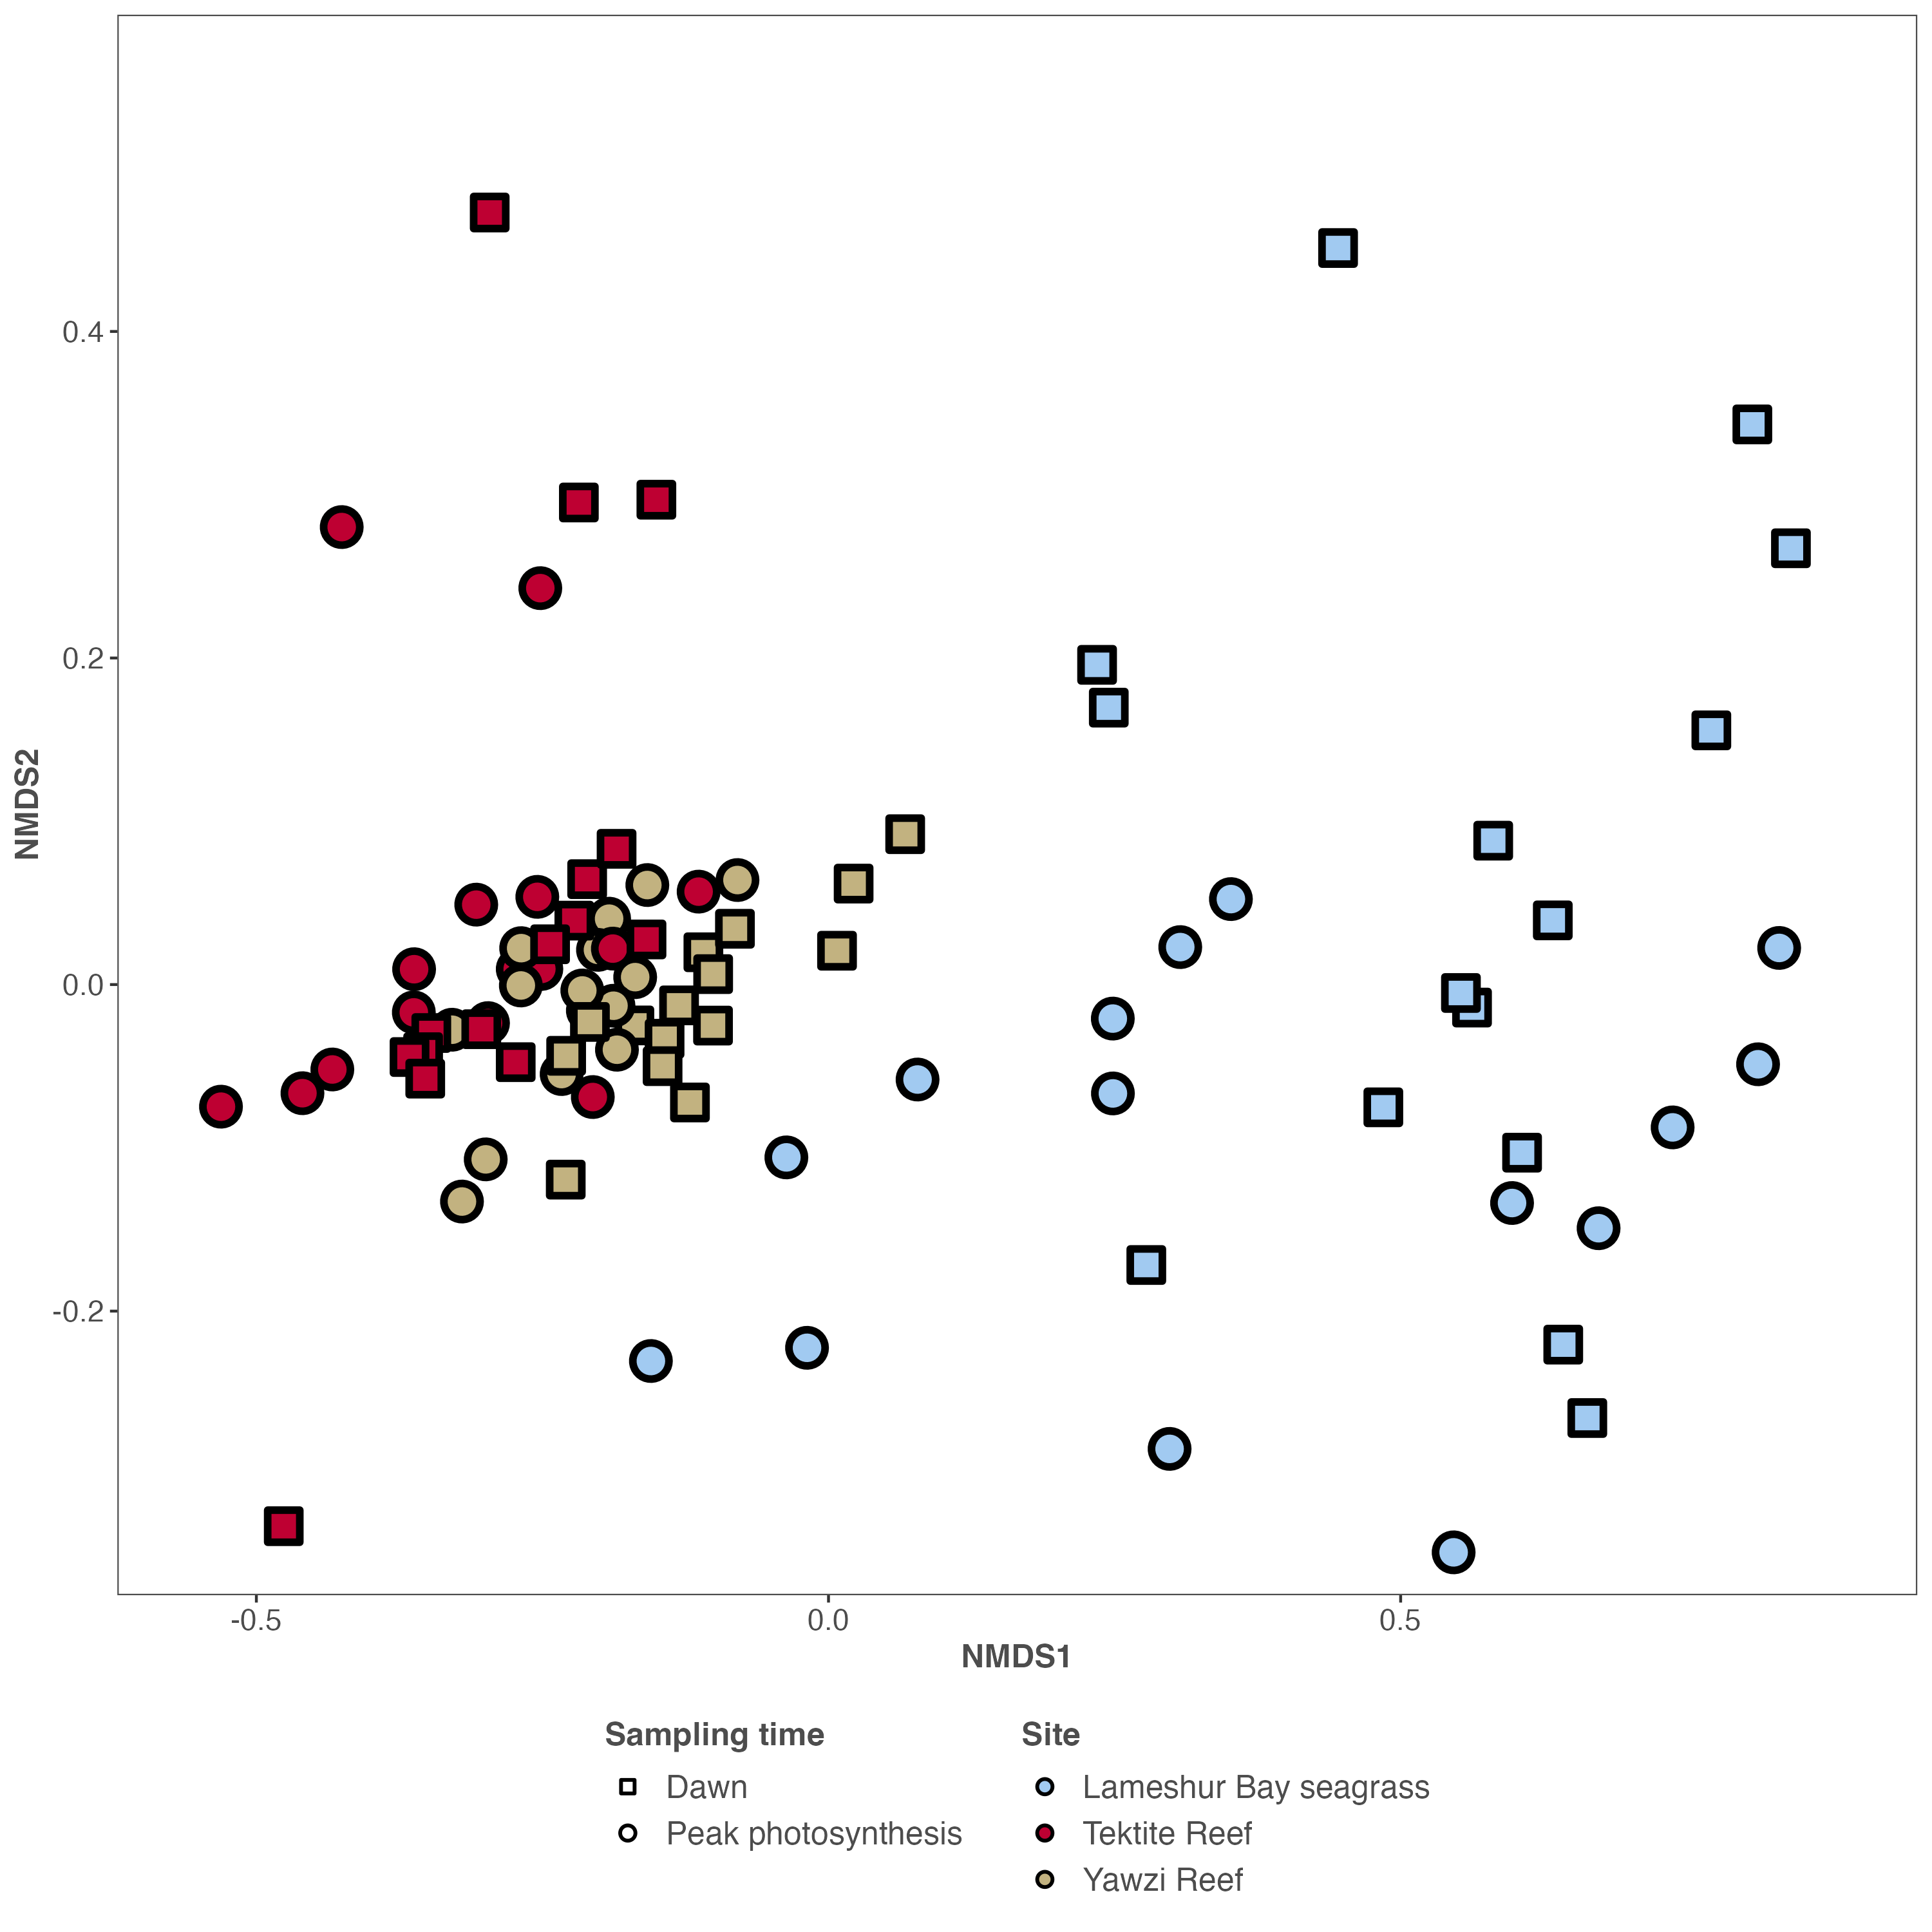 NMDS2
0.4
0.2
0.0
-0.2
-0.5
0.0
0.5
NMDS1
Sampling time
Dawn
Peak photosynthesis
Site
Lameshur Bay seagrass
Tektite Reef
Yawzi Reef